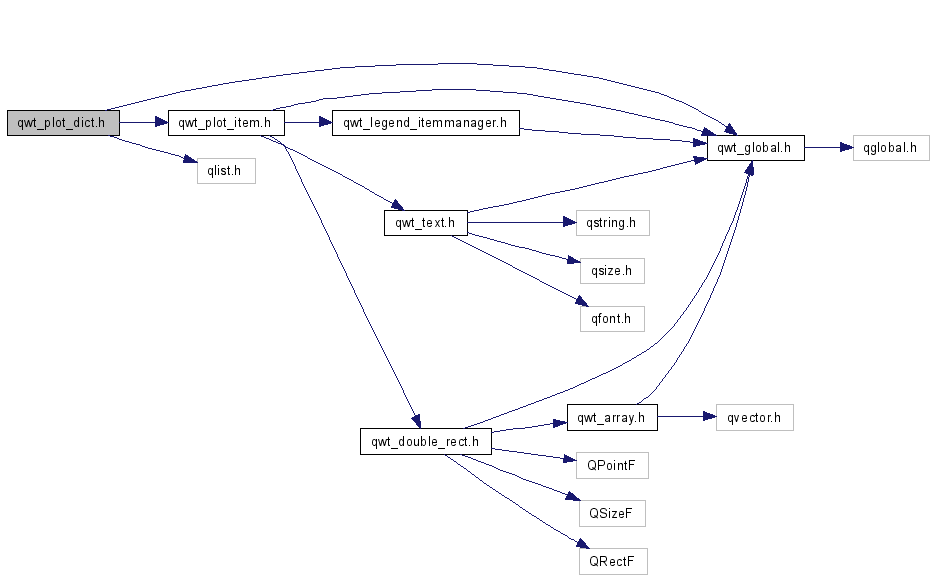 qwt_plot_dict.h
qwt_plot_item.h
qwt_legend_itemmanager.h
qwt_global.h
qglobal.h
qlist.h
qwt_text.h
qstring.h
qsize.h
qfont.h
qwt_array.h
qvector.h
qwt_double_rect.h
QPointF
QSizeF
QRectF